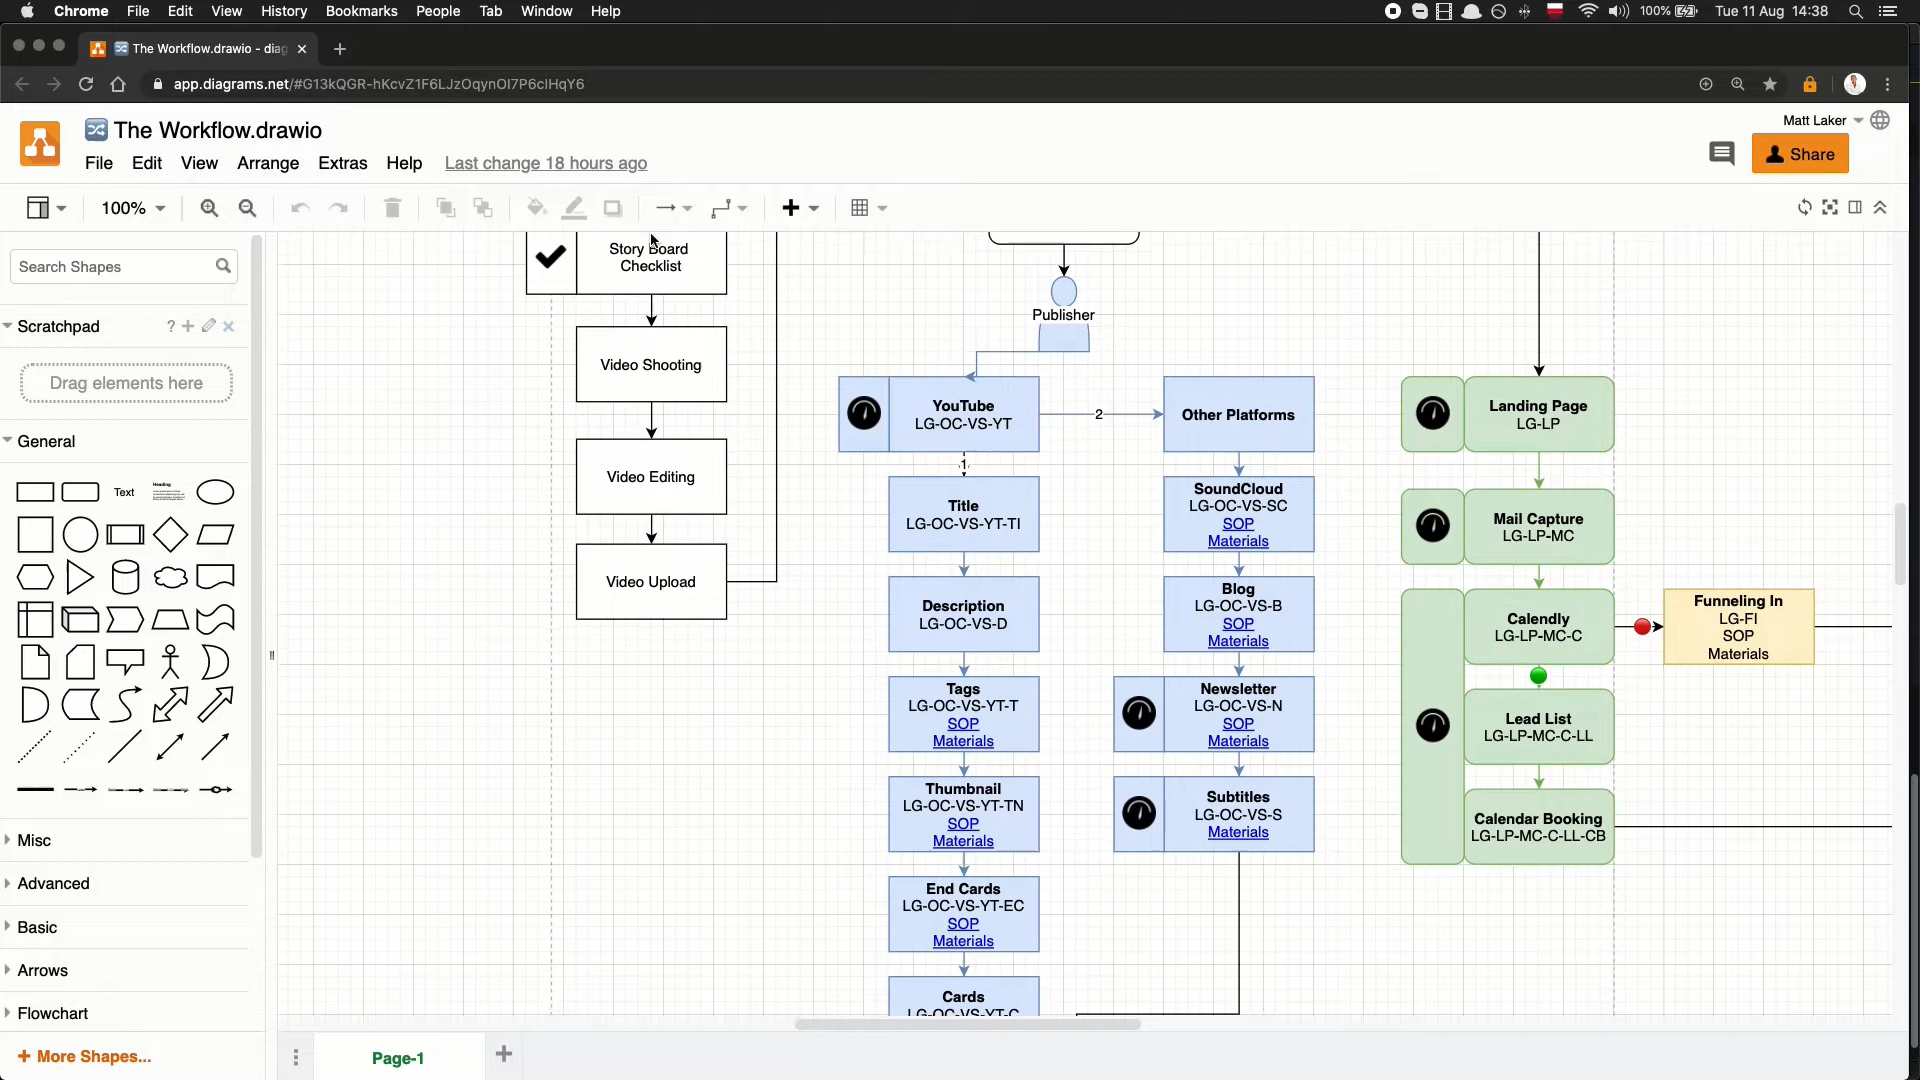 Chrome File Edit View History Bookmarks People Tab Window Help
100% Tue 11 Aug 14:38
The Workflow.drawio - diag
app.diagrams.net/#G13kQGR-hKcvZ1F6LJzOqynOl7P6clHqY6
The Workflow.drawio
Matt Laker
File Edit View Arrange Extras Help Last change 18 hours ago
Share
100%
Search Shapes
Scratchpad
?
Drag elements here
General
Text
Heading
Misc
Advanced
Basic
Arrows
Flowchart
+ More Shapes...
Story Board
Checklist
Video Shooting
Video Editing
Video Upload
Publisher
YouTube
LG-OC-VS-YT
2
1
Title
LG-OC-VS-YT-TI
Description
LG-OC-VS-D
Tags
LG-OC-VS-YT-T
SOP
Materials
Thumbnail
LG-OC-VS-YT-TN
SOP
Materials
End Cards
LG-OC-VS-YT-EC
SOP
Materials
Cards
LG-OC-VS-YT-C
Other Platforms
SoundCloud
LG-OC-VS-SC
SOP
Materials
Blog
LG-OC-VS-B
SOP
Materials
Newsletter
LG-OC-VS-N
SOP
Materials
Subtitles
LG-OC-VS-S
Materials
Landing Page
LG-LP
Mail Capture
LG-LP-MC
Calendly
LG-LP-MC-C
Lead List
LG-LP-MC-C-LL
Calendar Booking
LG-LP-MC-C-LL-CB
Funneling In
LG-FI
SOP
Materials
Page-1